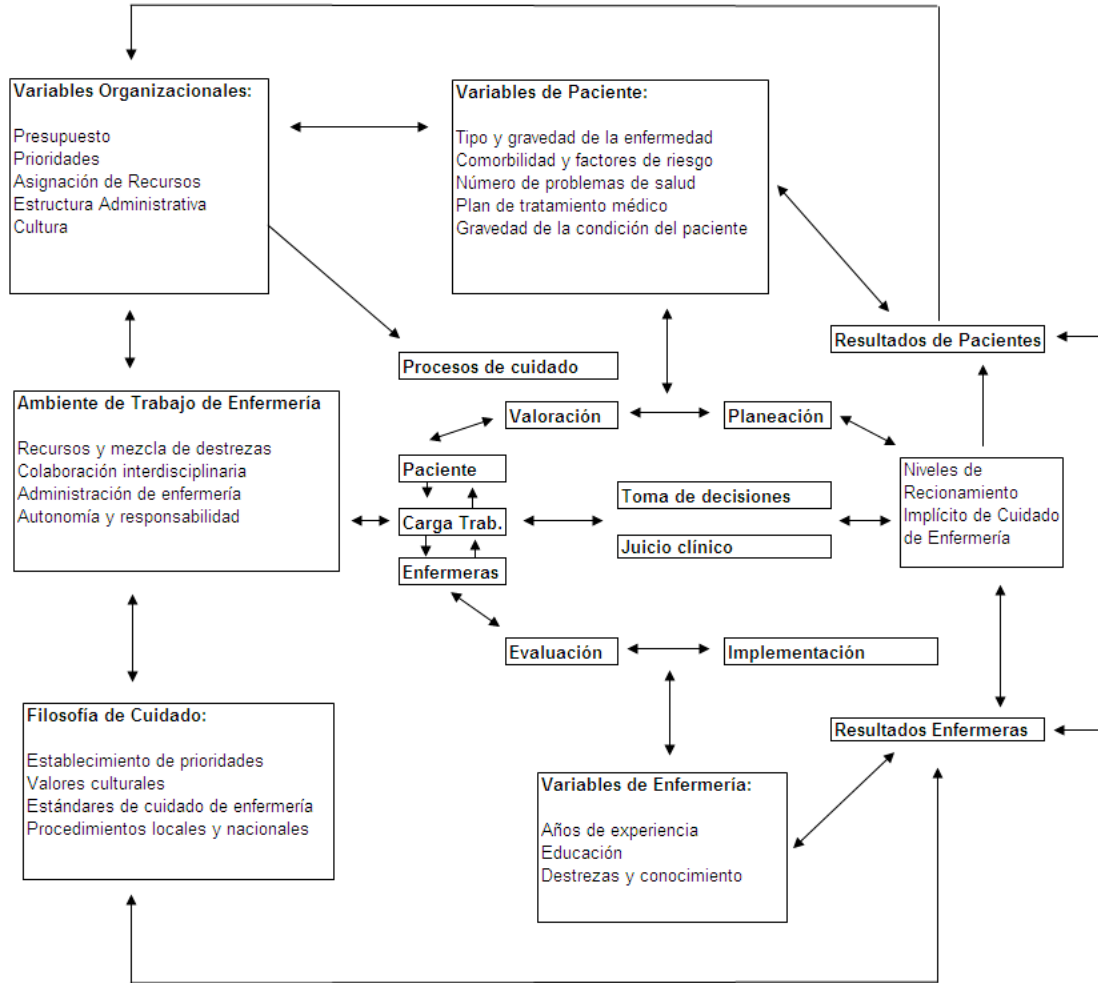 Variables Organizacionales:
Presupuesto
Prioridades
Asignación de Recursos
Estructura Administrativa
Cultura
Variables de Paciente:
Tipo y gravedad de la enfermedad
Comorbilidad y factores de riesgo
Número de problemas de salud
Plan de tratamiento médico
Gravedad de la condición del paciente
Resultados de Pacientes
Procesos de cuidado
Ambiente de Trabajo de Enfermería
Recursos y mezcla de destrezas
Colaboración interdisciplinaria
Administración de enfermería
Autonomía y responsabilidad
Valoración
Planeación
Paciente
Carga Trab.
Enfermeras
Toma de decisiones
Juicio clínico
Niveles de
Recionamiento
Implícito de Cuidado
de Enfermería
Evaluación
Implementación
Filosofía de Cuidado:
Establecimiento de prioridades
Valores culturales
Estándares de cuidado de enfermería
Procedimientos locales y nacionales
Resultados Enfermeras
Variables de Enfermería:
Años de experiencia
Educación
Destrezas y conocimiento